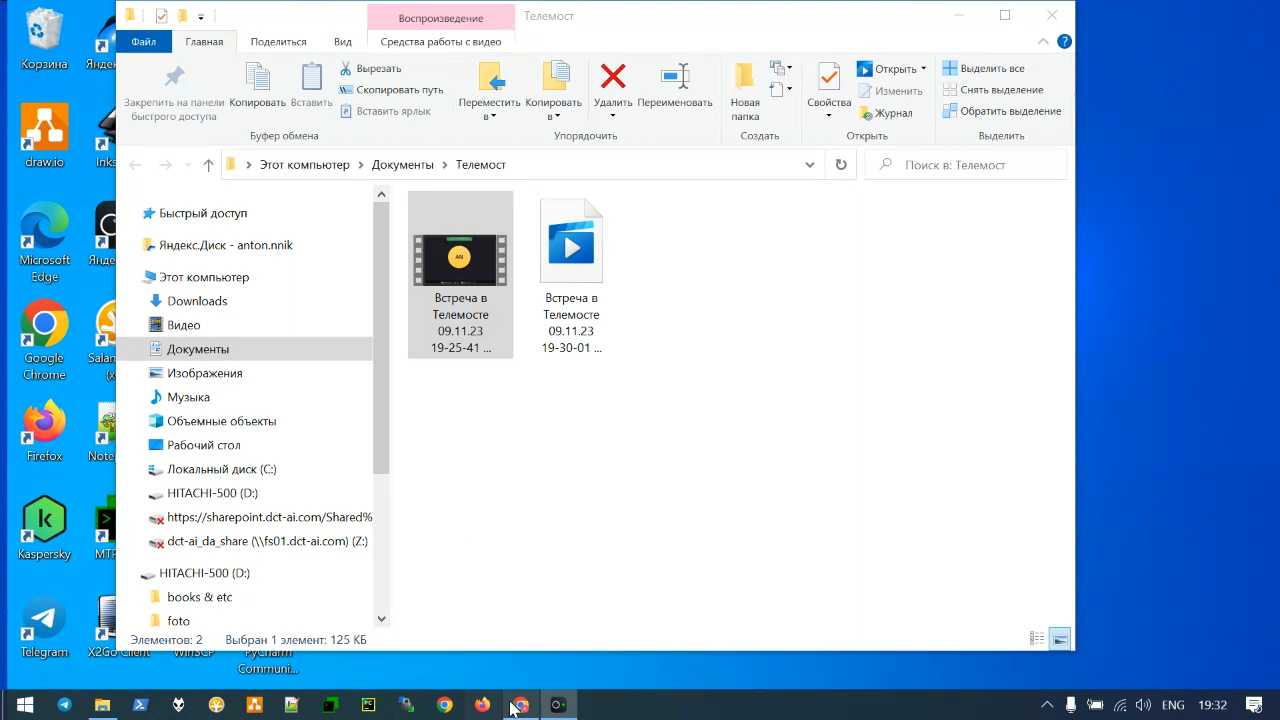 Воспроизведение
Телемост
Файл
Главная
Поделиться
Вид
Средства работы с видео
Закрепить на панели
быстрого доступа
Копировать
Вставить
Вырезать
Скопировать путь
Вставить ярлык
Буфер обмена
Переместить
в
Копировать
в
Удалить
Переименовать
Упорядочить
Новая
папка
Создать
Свойства
Открыть
Изменить
Журнал
Открыть
Выделить все
Снять выделение
Обратить выделение
Выделить
Этот компьютер
Документы
Телемост
Поиск в: Телемост
Быстрый доступ
Яндекс.Диск - anton.nnik
Этот компьютер
Downloads
Видео
Документы
Изображения
Музыка
Объемные объекты
Рабочий стол
Локальный диск (C:)
HITACHI-500 (D:)
https://sharepoint.dct-ai.com/Shared%
dct-ai_da_share (\\fs01.dct-ai.com) (Z:)
HITACHI-500 (D:)
books & etc
foto
AN
Встреча в
Телемосте
09.11.23
19-25-41 ...
Встреча в
Телемосте
09.11.23
19-30-01 ...
Элементов: 2
Выбран 1 элемент: 125 КБ
Корзина
draw.io
Microsoft
Edge
Google
Chrome
Firefox
Kaspersky
Telegram
X2Go Client
WinSCP
PyCharm
Communi...
ENG
19:32